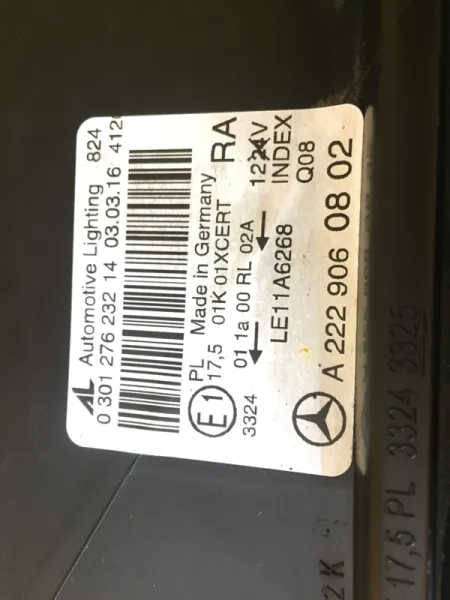 AL Automotive Lighting 824
0 301 276 232 14 03.03.16 412
E1
PL Made in Germany RA
17,5 01K 01XCERT
3324 01 1a 00 RL 02A
LE11A6268 INDEX
Q08
A 222 906 08 02
17,5 PL 3324 3325
2 K